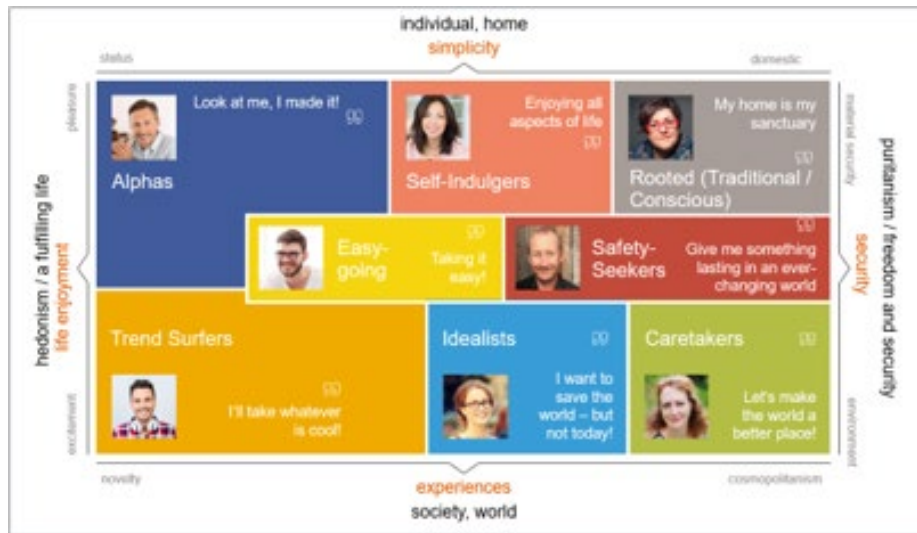 individual, home
simplicity
status
domestic
pleasure
material security
hedonism / a fulfilling life
life enjoyment
puritanism / freedom and security
security
Look at me, I made it!
Alphas
Enjoying all
aspects of life
Self-Indulgers
My home is my
sanctuary
Rooted (Traditional /
Conscious)
Easy-
going
Taking it
easy!
Safety-
Seekers
Give me something
lasting in an ever-
changing world
Trend Surfers
I'll take whatever
is cool!
Idealists
I want to
save the
world – but
not today!
Caretakers
Let's make
the world a
better place!
excitement
environment
novelty
cosmopolitanism
experiences
society, world